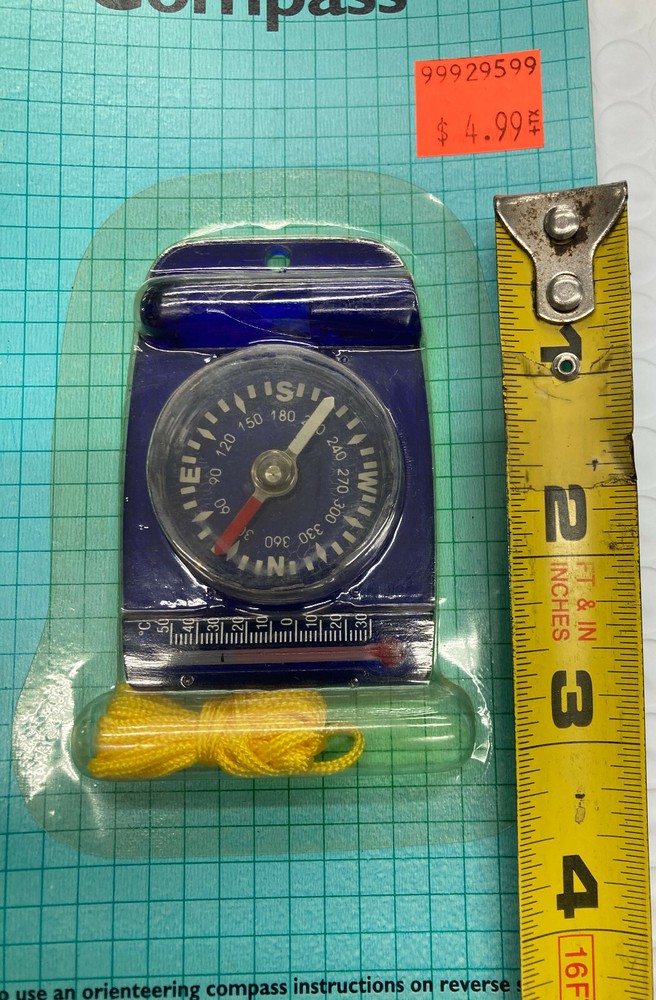 Compass
99929599
$ 4.99 +TX
S
180
150
120
E
90
60
30
N
360
330
300
W
270
240
°C 50 40 30 20 10 0 10 20 30
1
2
FT & IN
INCHES
3
4
16F
to use an orienteering compass instructions on reverse s